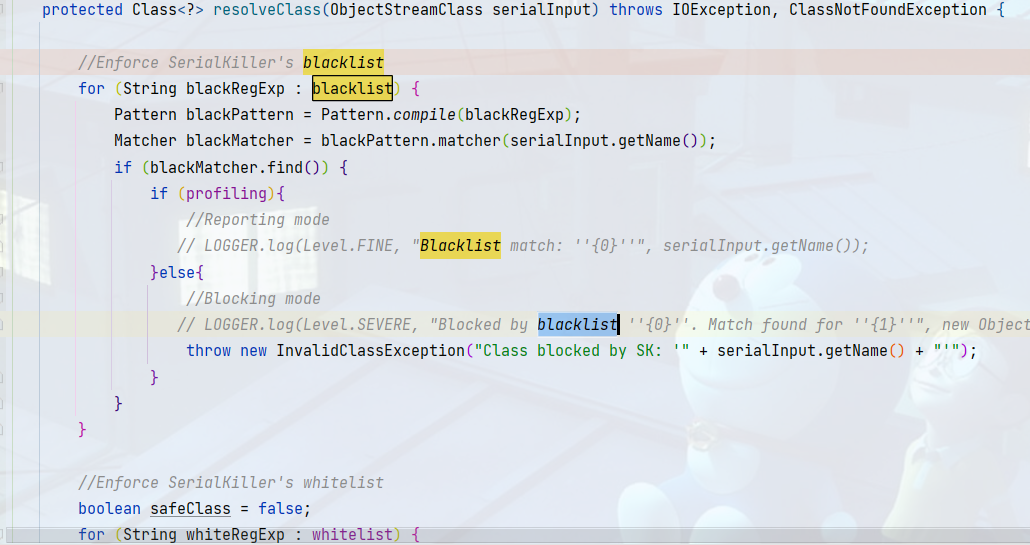 protected Class<?> resolveClass(ObjectStreamClass serialInput) throws IOException, ClassNotFoundException {
//Enforce SerialKiller's blacklist
for (String blackRegExp : blacklist) {
Pattern blackPattern = Pattern.compile(blackRegExp);
Matcher blackMatcher = blackPattern.matcher(serialInput.getName());
if (blackMatcher.find()) {
if (profiling){
//Reporting mode
// LOGGER.log(Level.FINE, "Blacklist match: ''{0}''", serialInput.getName());
}else{
//Blocking mode
// LOGGER.log(Level.SEVERE, "Blocked by blacklist ''{0}''. Match found for ''{1}''", new Object
throw new InvalidClassException("Class blocked by SK: '" + serialInput.getName() + "'");
}
}
}
//Enforce SerialKiller's whitelist
boolean safeClass = false;
for (String whiteRegExp : whitelist) {